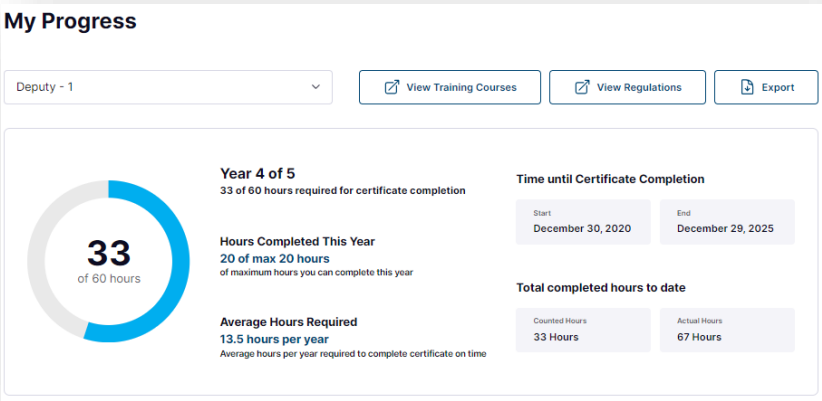 My Progress
Deputy - 1
View Training Courses
View Regulations
Export
33
of 60 hours
Year 4 of 5
33 of 60 hours required for certificate completion
Hours Completed This Year
20 of max 20 hours
of maximum hours you can complete this year
Average Hours Required
13.5 hours per year
Average hours per year required to complete certificate on time
Time until Certificate Completion
Start
December 30, 2020
End
December 29, 2025
Total completed hours to date
Counted Hours
33 Hours
Actual Hours
67 Hours